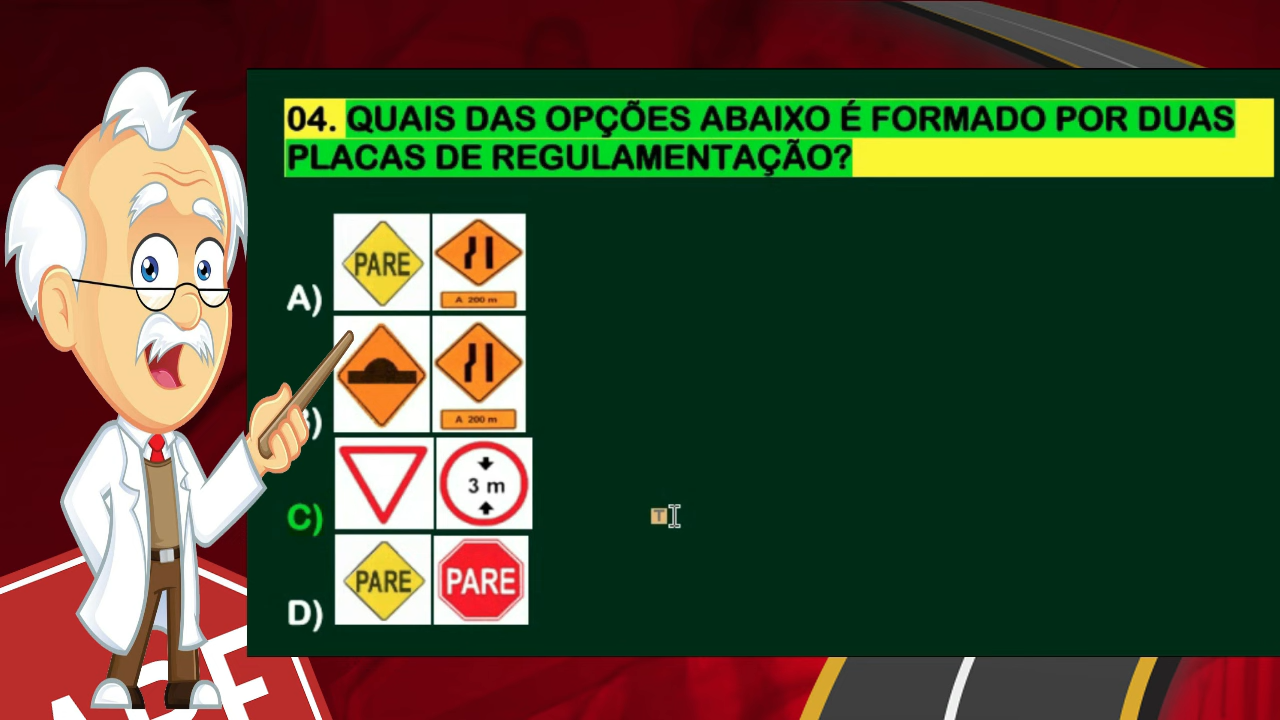 04. QUAIS DAS OPÇÕES ABAIXO É FORMADO POR DUAS
PLACAS DE REGULAMENTAÇÃO?
A)
PARE
A 200 m
)
A 200 m
C)
3 m
D)
PARE
PARE
T